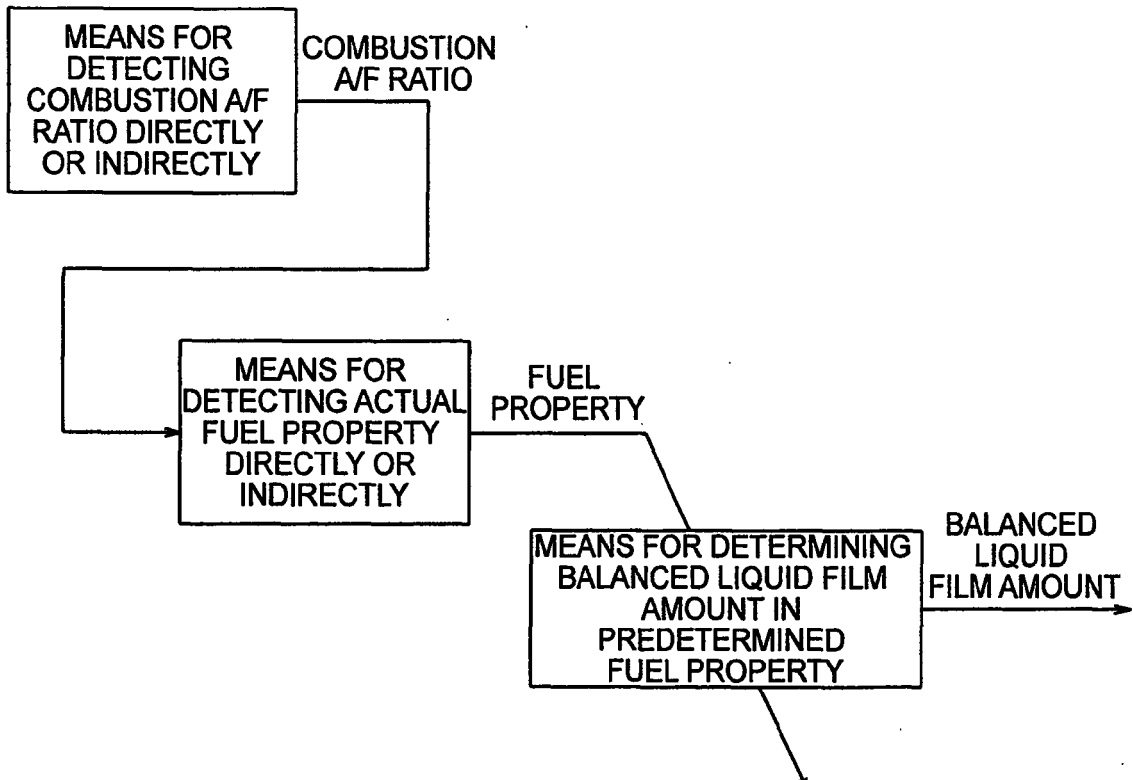 MEANS FOR
DETECTING
COMBUSTION A/F
RATIO DIRECTLY
OR INDIRECTLY
COMBUSTION
A/F RATIO
MEANS FOR
DETECTING ACTUAL
FUEL PROPERTY
DIRECTLY OR
INDIRECTLY
FUEL
PROPERTY
MEANS FOR DETERMINING
BALANCED LIQUID FILM
AMOUNT IN
PREDETERMINED
FUEL PROPERTY
BALANCED
LIQUID
FILM AMOUNT